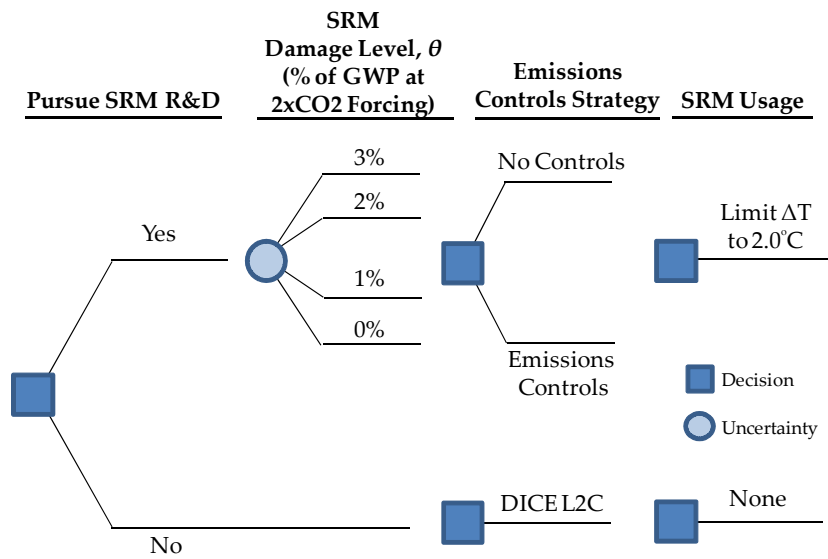 SRM
Damage Level, θ
(% of GWP at
2xCO2 Forcing)
Emissions
Controls Strategy
Pursue SRM R&D
SRM Usage
3%
2%
1%
0%
Yes
No Controls
Limit ΔT
to 2.0°C
Emissions
Controls
Decision
Uncertainty
No
DICE L2C
None